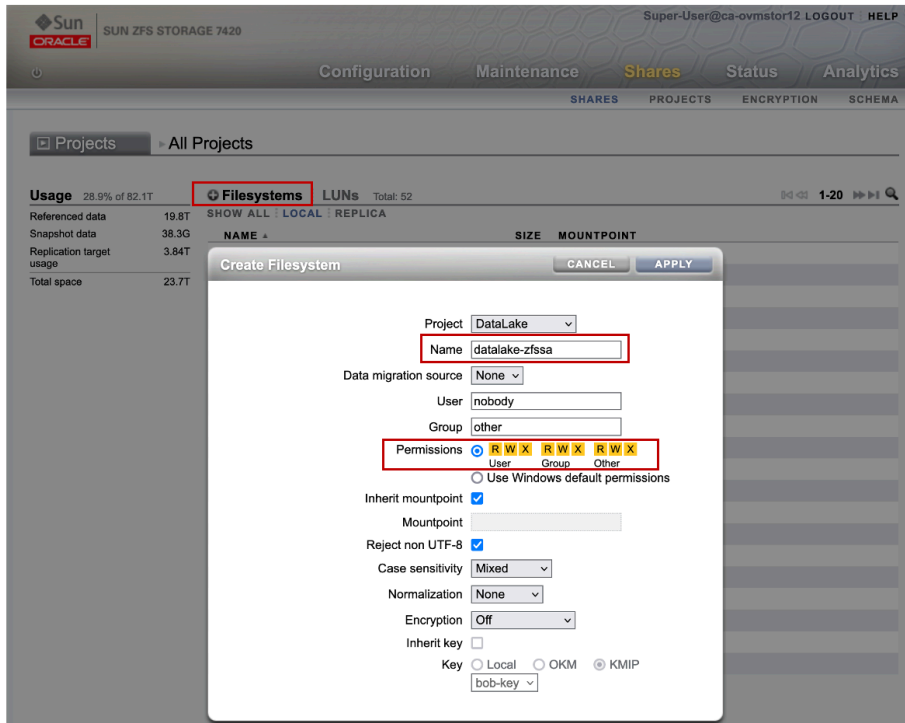 Super-User@ca-ovmstor12 LOGOUT HELP
Sun
ORACLE
SUN ZFS STORAGE 7420
Configuration Maintenance Shares Status Analytics
SHARES PROJECTS ENCRYPTION SCHEMA
Projects All Projects
Usage 28.9% of 82.1T
Filesystems LUNs Total: 52 1-20
Referenced data 19.8T
SHOW ALL LOCAL REPLICA
Snapshot data 38.3G
NAME SIZE MOUNTPOINT
Replication target usage 3.84T
Total space 23.7T
Create Filesystem CANCEL APPLY
Project DataLake
Name datalake-zfssa
Data migration source None
User nobody
Group other
Permissions R W X R W X R W X
User Group Other
Use Windows default permissions
Inherit mountpoint
Mountpoint
Reject non UTF-8
Case sensitivity Mixed
Normalization None
Encryption Off
Inherit key
Key Local OKM KMIP
bob-key